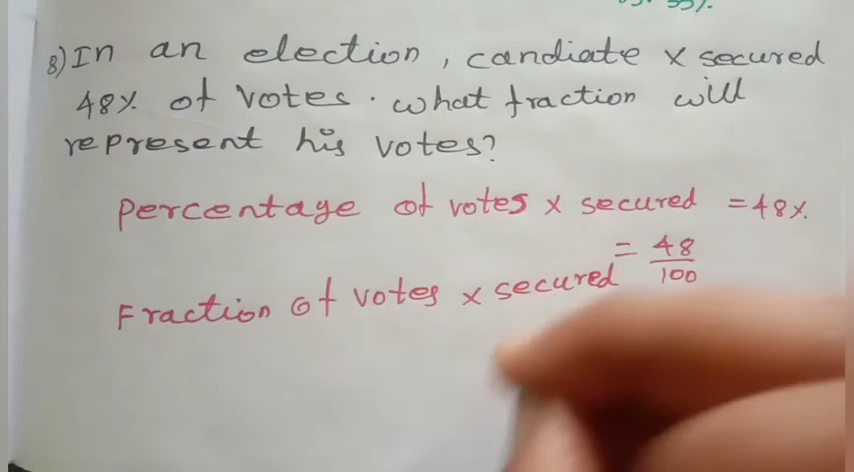 8) In an election, candiate x secured
48% of votes. what fraction will
represent his votes?
percentage of votes x secured = 48%.
Fraction of votes x secured = 48/100